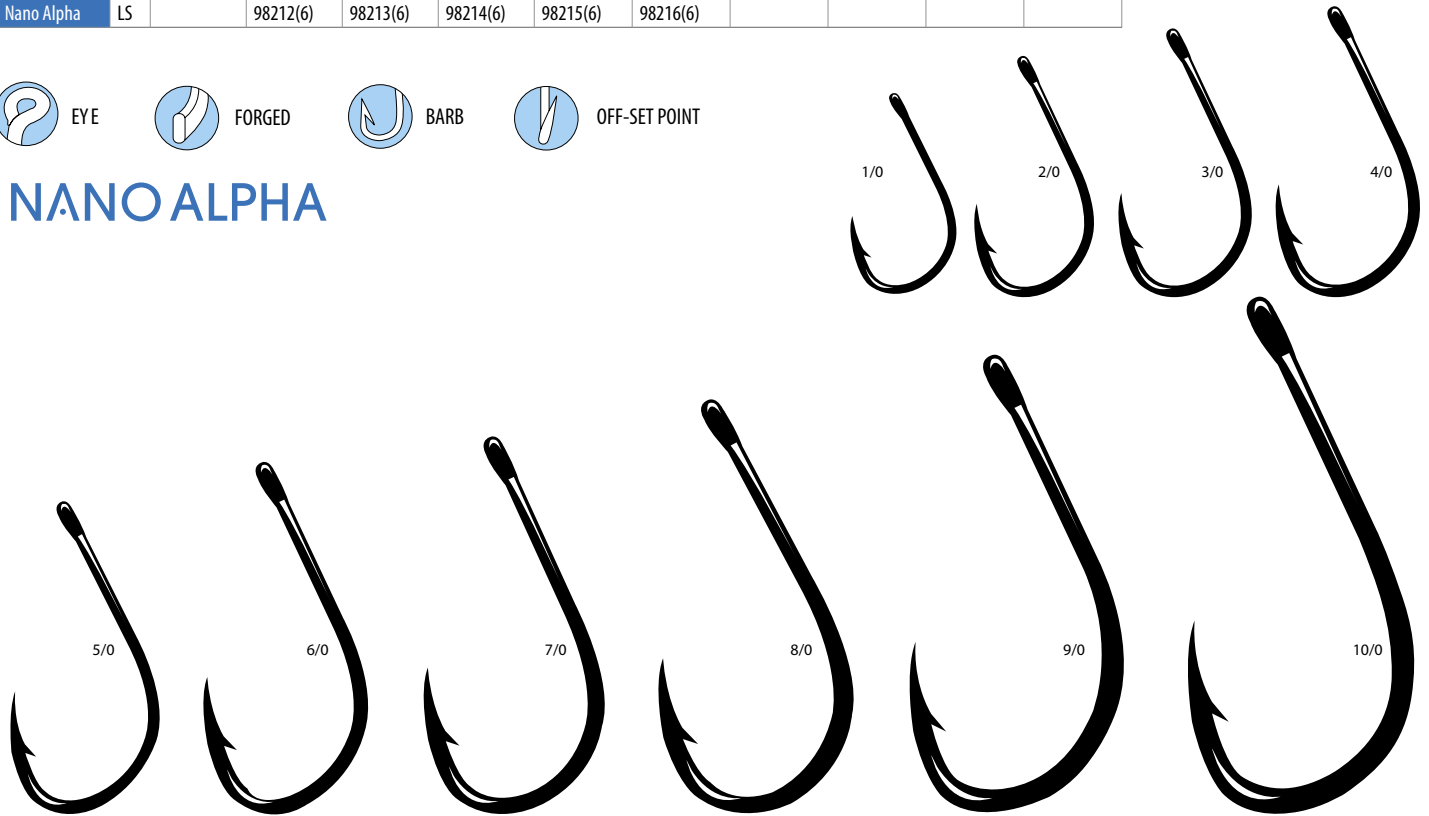 Nano Alpha LS 98212(6) 98213(6) 98214(6) 98215(6) 98216(6)
EYE FORGED BARB OFF-SET POINT
NANO ALPHA
1/0 2/0 3/0 4/0
5/0 6/0 7/0 8/0 9/0 10/0